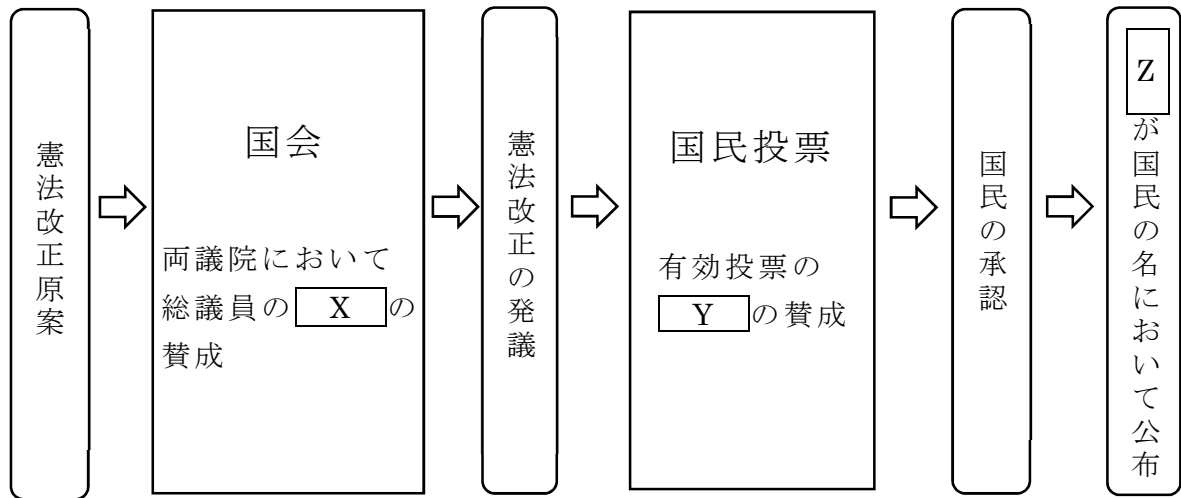 憲法改正原案
国会
両議院において
総議員の X の
賛成
憲法改正の発議
国民投票
有効投票の
Y の賛成
国民の承認
Z が国民の名において公布